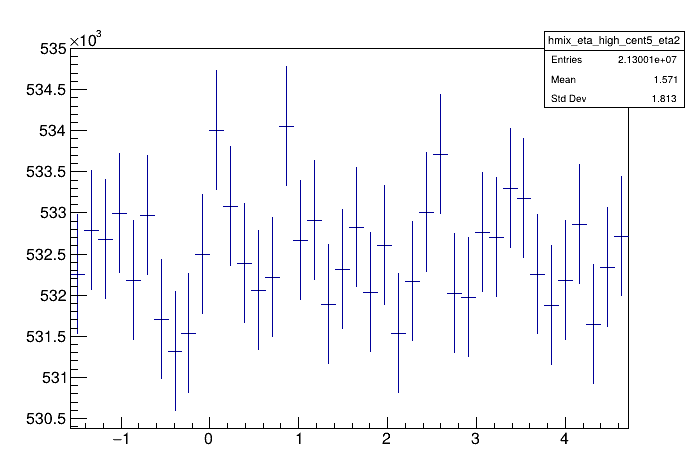 ×10³
hmix_eta_high_cent5_eta2
Entries 2.13001e+07
Mean 1.571
Std Dev 1.813
535
534.5
534
533.5
533
532.5
532
531.5
531
530.5
−1 0 1 2 3 4